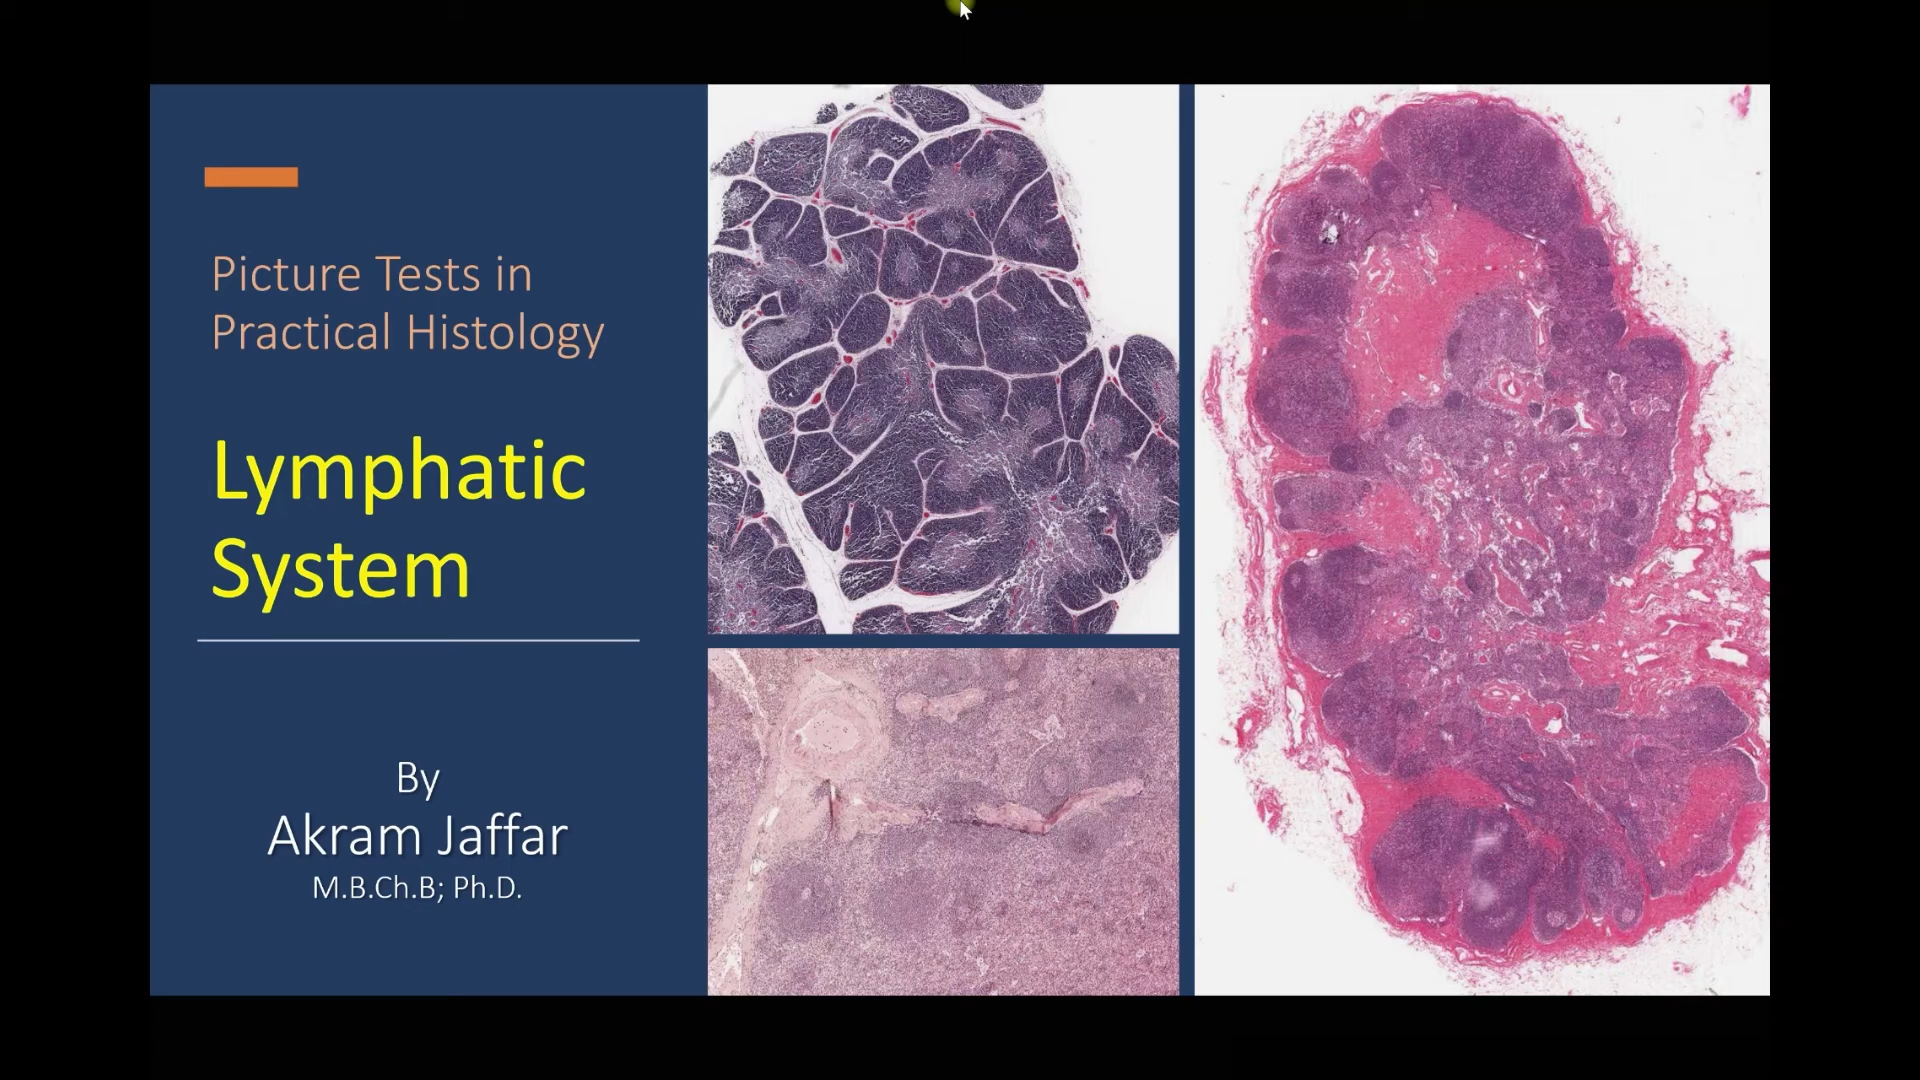 Picture Tests in
Practical Histology
Lymphatic
System
By
Akram Jaffar
M.B.Ch.B; Ph.D.